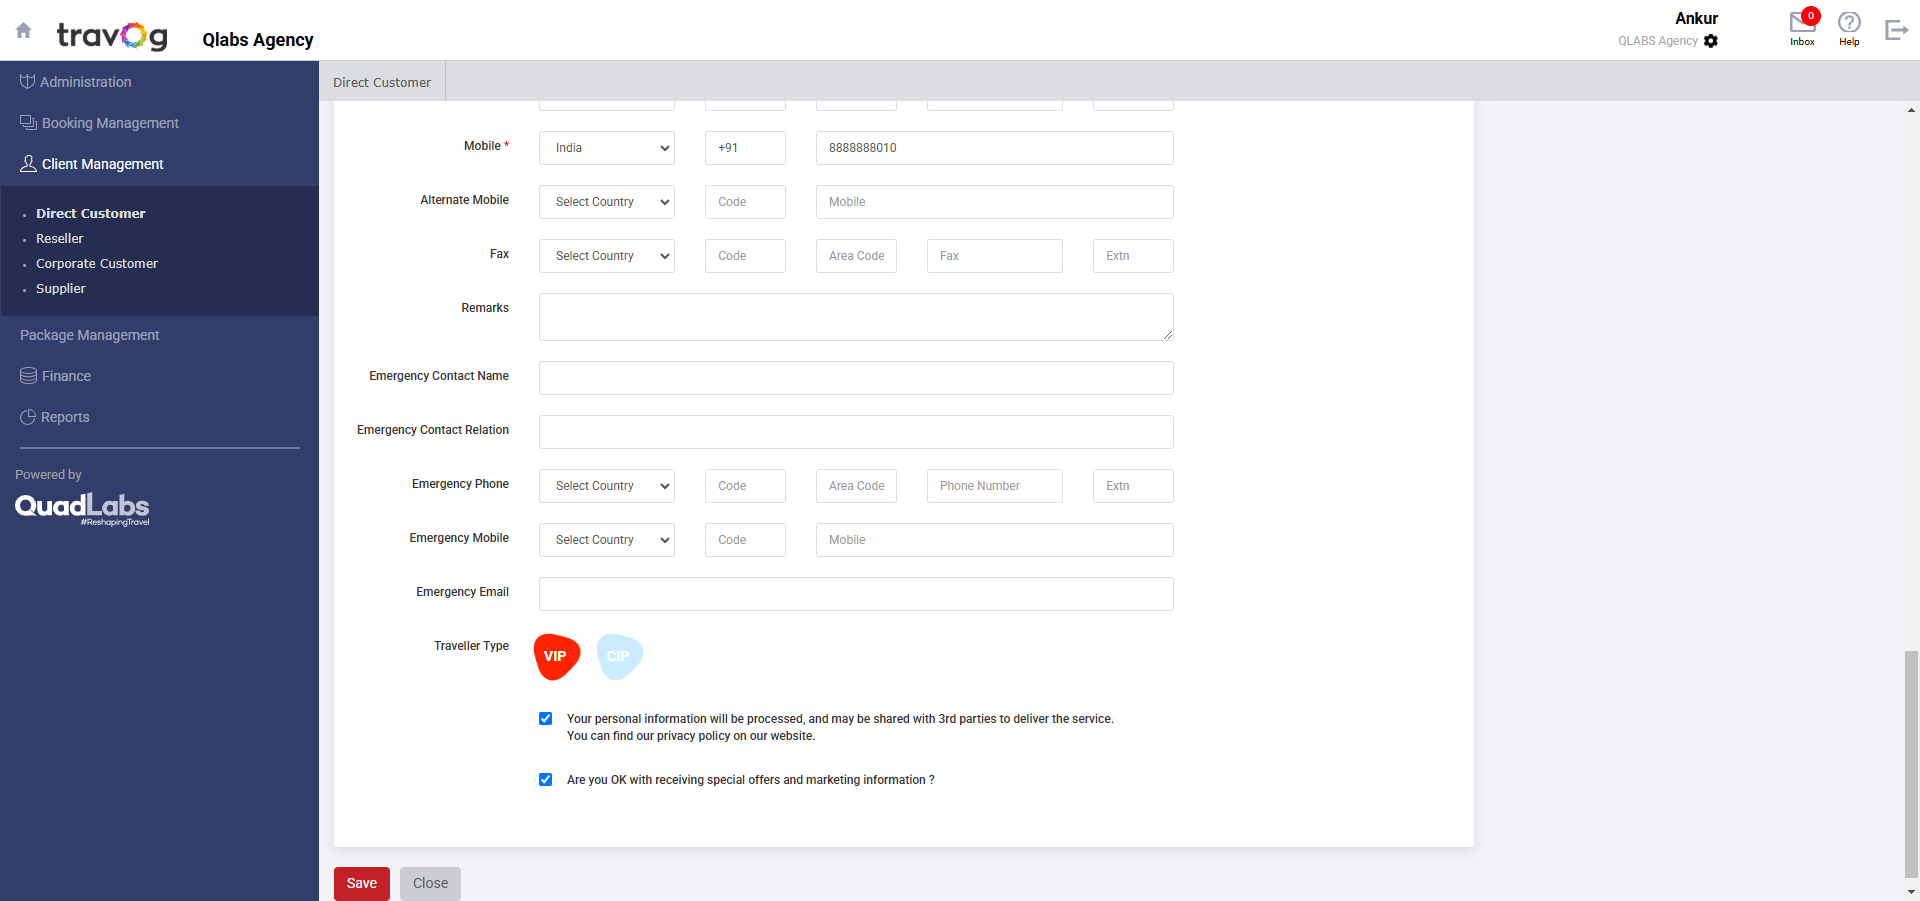 travog
Qlabs Agency
Ankur
QLABS Agency
0
Inbox
Help
Administration
Booking Management
Client Management
Direct Customer
Reseller
Corporate Customer
Supplier
Package Management
Finance
Reports
Powered by
QuadLabs
#ReshapingTravel
Direct Customer
Mobile * India +91 8888888010
Alternate Mobile Select Country Code Mobile
Fax Select Country Code Area Code Fax Extn
Remarks
Emergency Contact Name
Emergency Contact Relation
Emergency Phone Select Country Code Area Code Phone Number Extn
Emergency Mobile Select Country Code Mobile
Emergency Email
Traveller Type VIP CIP
Your personal information will be processed, and may be shared with 3rd parties to deliver the service.
You can find our privacy policy on our website.
Are you OK with receiving special offers and marketing information ?
Save Close